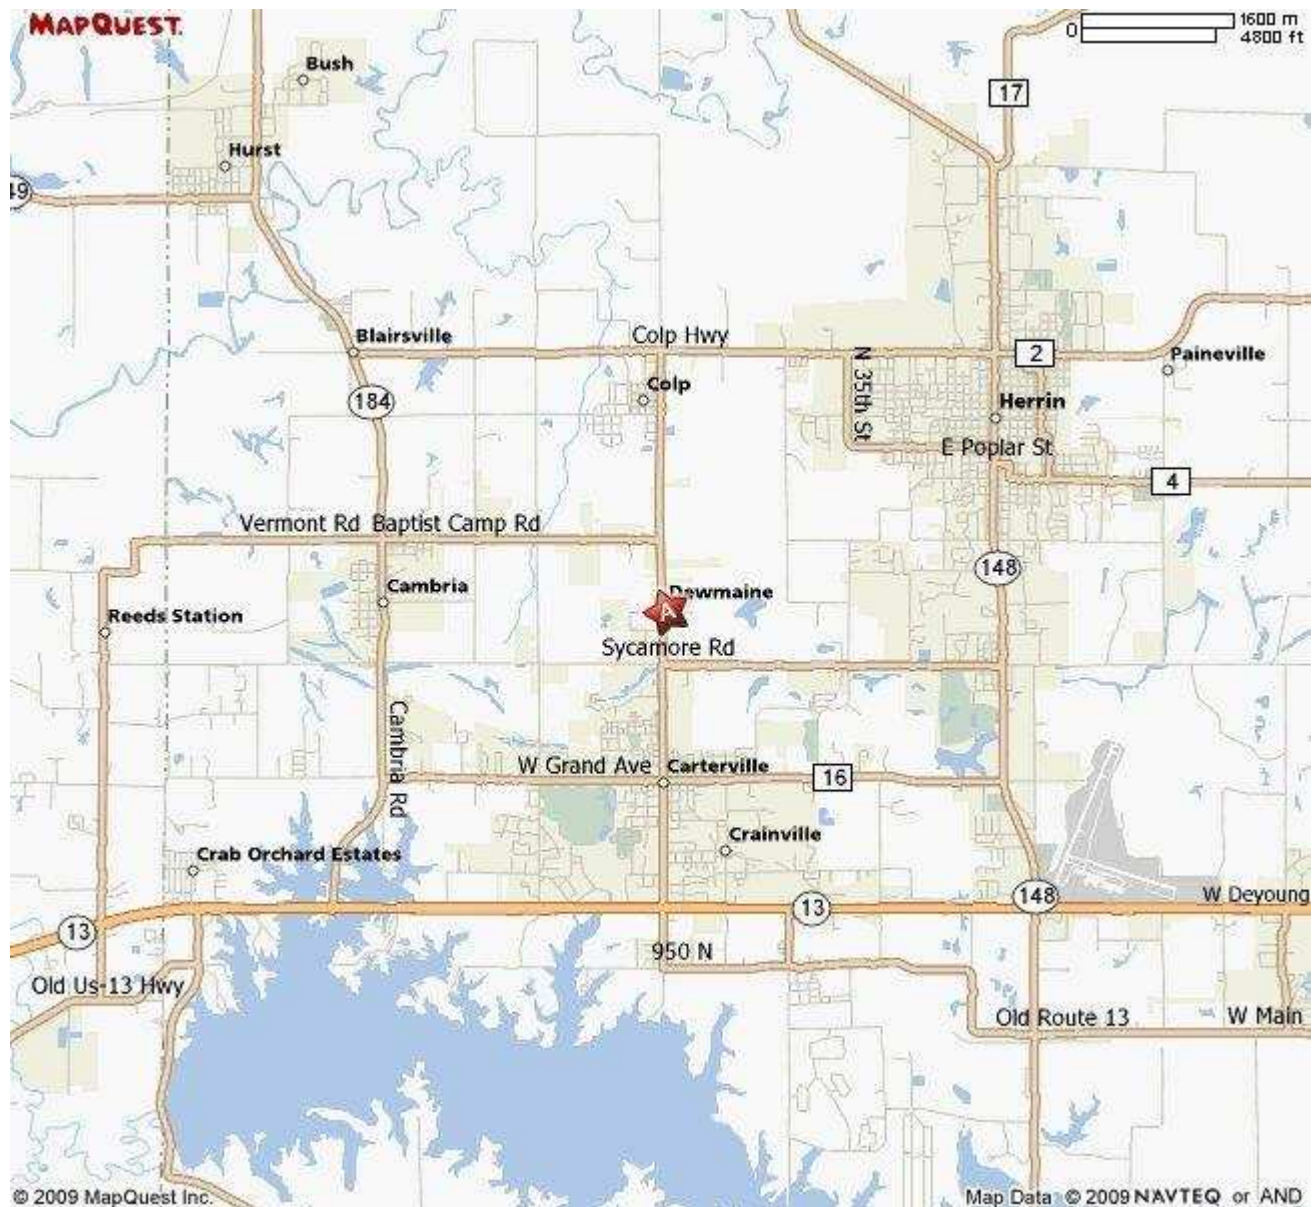 MAPQUEST.
1600 m
0
4800 ft
Bush
17
Hurst
49
Blairsville
Colp Hwy
2
Paineville
184
Colp
N 35th St
Herrin
E Poplar St
4
Vermont Rd
Baptist Camp Rd
148
Cambria
Dewmaine
A
Reeds Station
Sycamore Rd
Cambria Rd
W Grand Ave
Carterville
16
Crainville
Crab Orchard Estates
148
W Deyoung
13
13
950 N
Old Us-13 Hwy
Old Route 13
W Main
© 2009 MapQuest Inc.
Map Data © 2009 NAVTEQ or AND